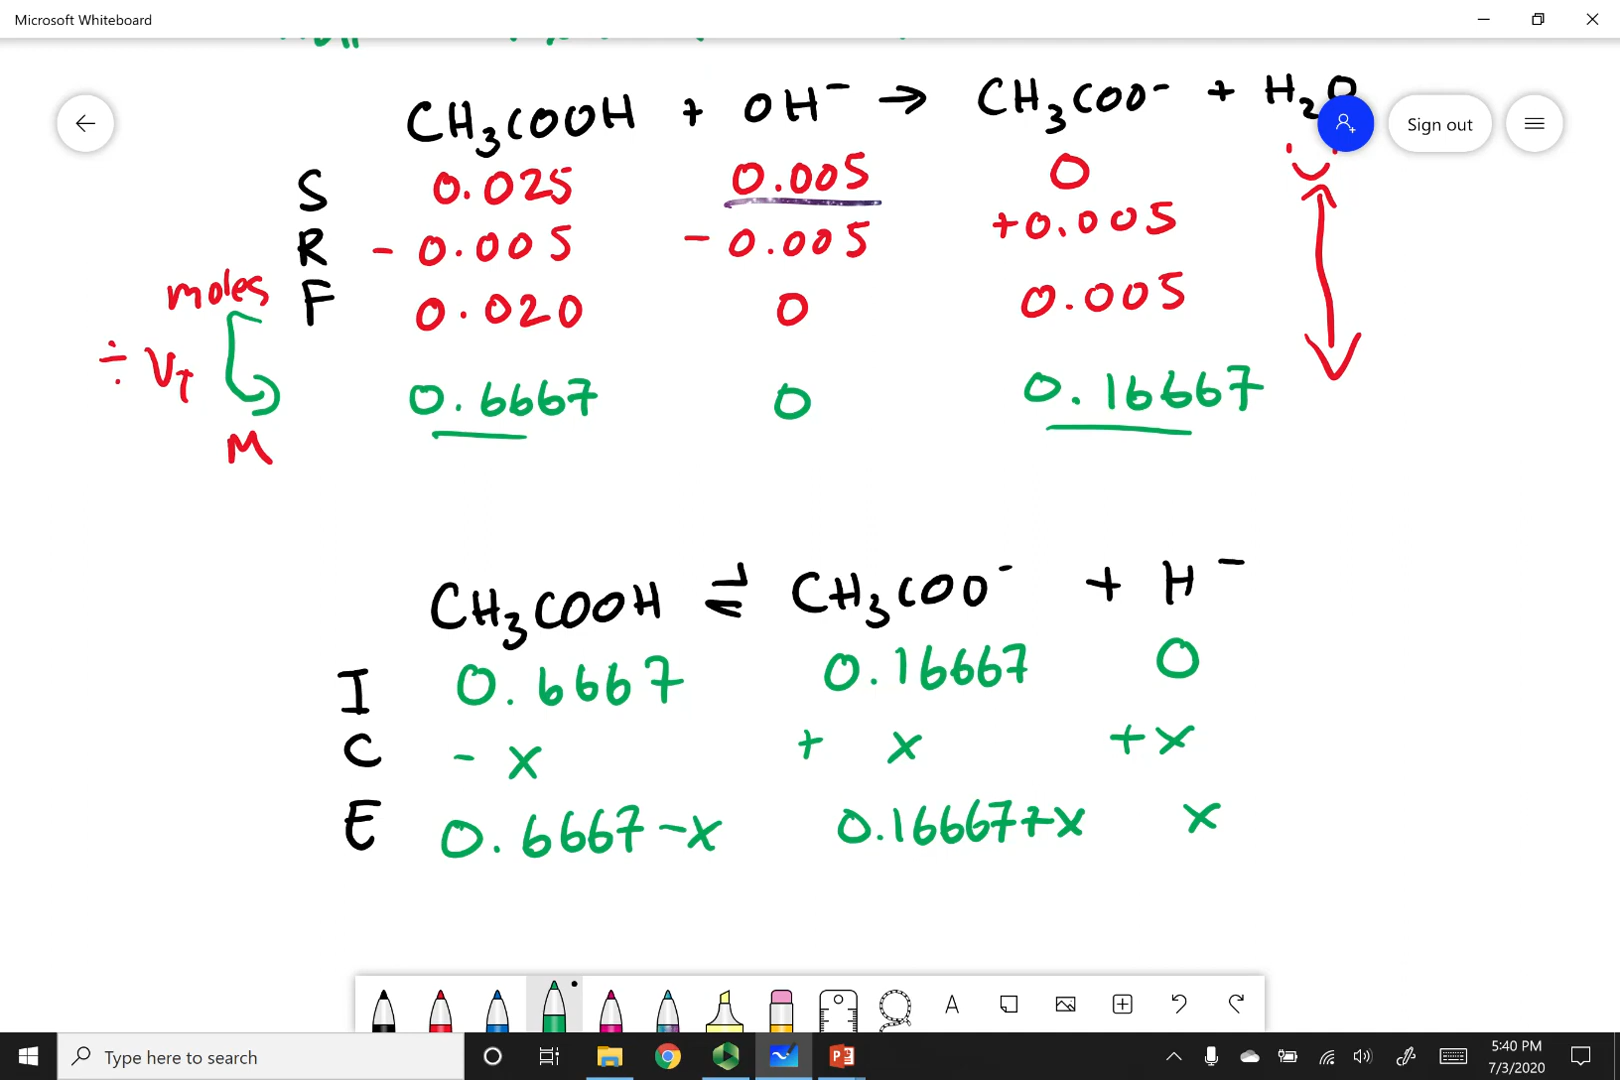 Microsoft Whiteboard
CH₃COOH + OH⁻ → CH₃COO⁻ + H₂O
Sign out
S 0.025 0.005 0
R - 0.005 - 0.005 +0.005
moles F 0.020 0 0.005
÷ V_T
0.6667 0 0.16667
M
CH₃COOH ⇌ CH₃COO⁻ + H⁻
I 0.6667 0.16667 0
C - x + x +x
E 0.6667-x 0.16667+x x
A
Type here to search
5:40 PM
7/3/2020